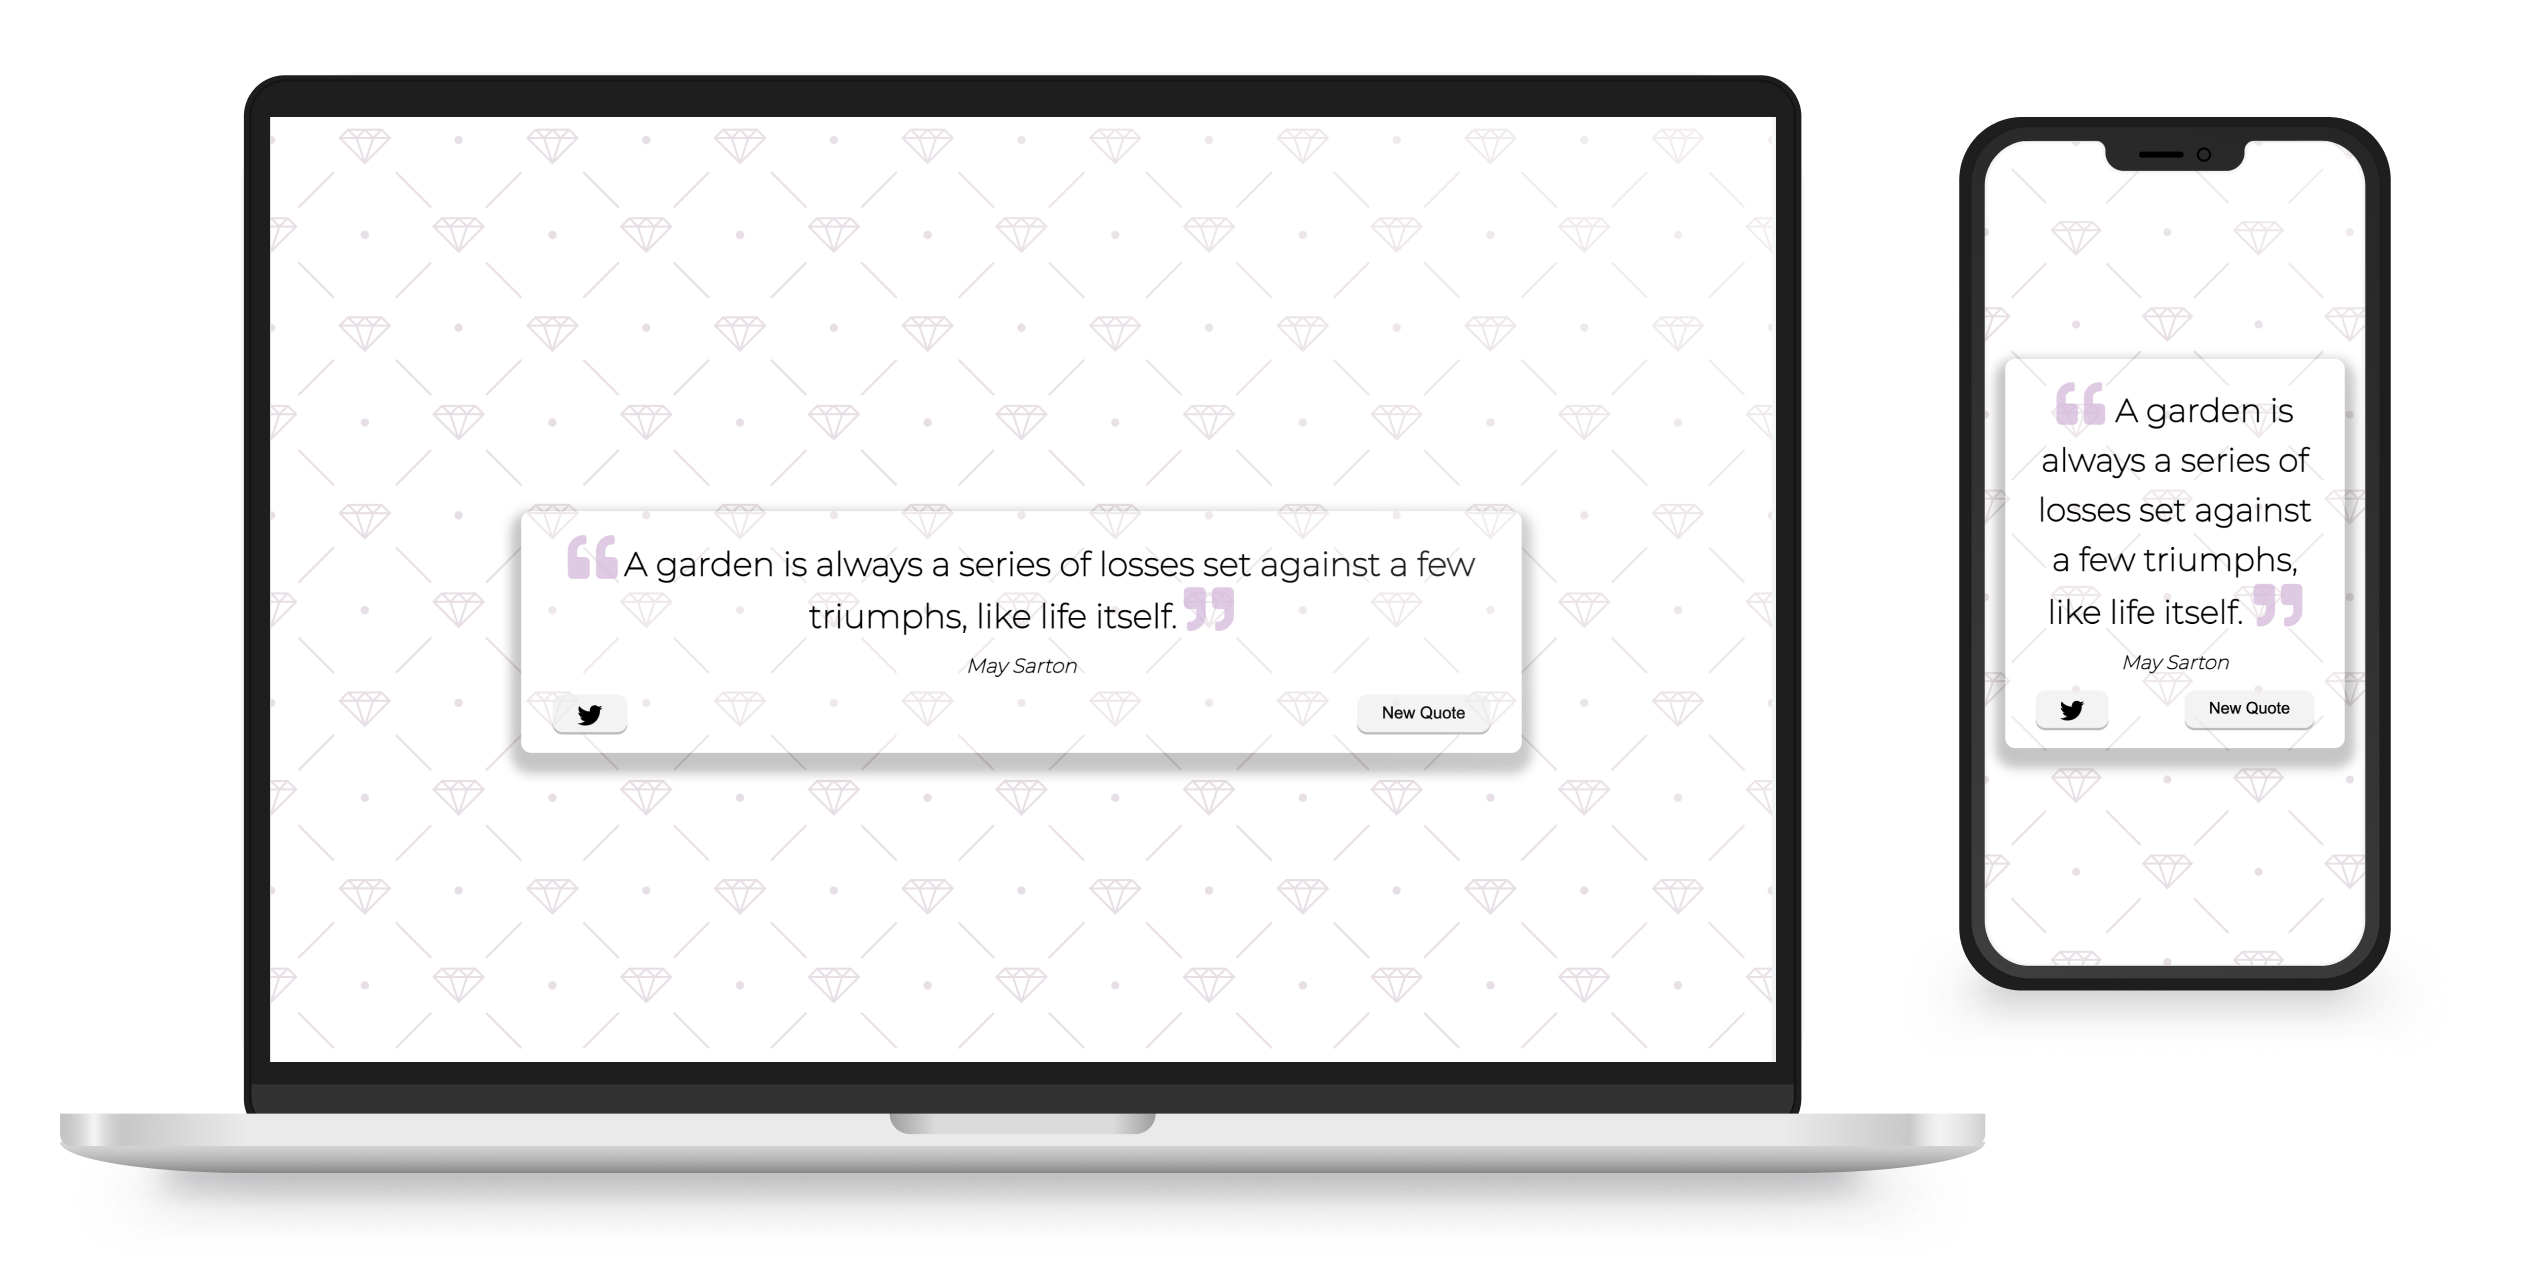 “ A garden is always a series of losses set against a few
triumphs, like life itself. ”
May Sarton
New Quote
“ A garden is
always a series of
losses set against
a few triumphs,
like life itself. ”
May Sarton
New Quote